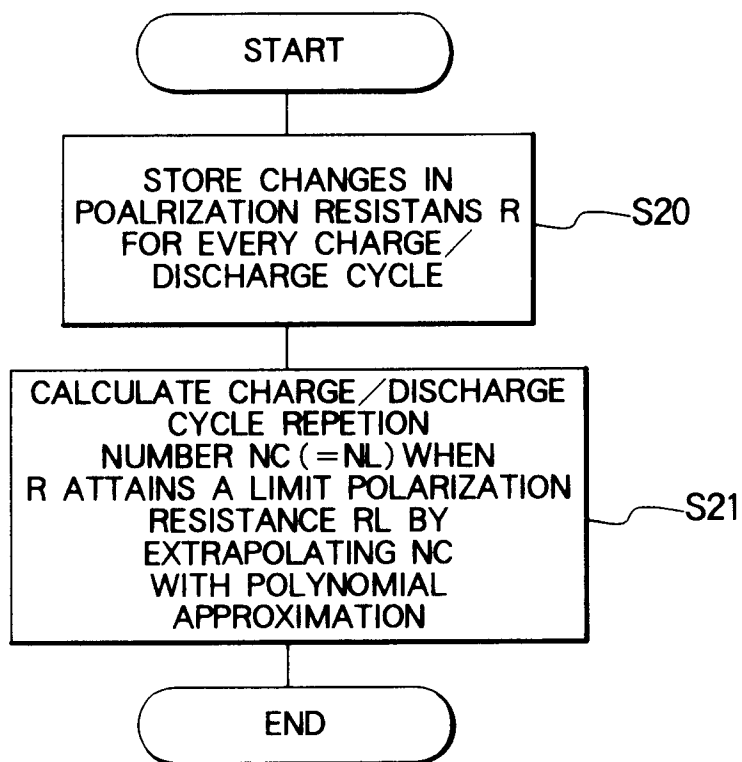 START
STORE CHANGES IN
POALRIZATION RESISTANS R
FOR EVERY CHARGE/
DISCHARGE CYCLE
S20
CALCULATE CHARGE/DISCHARGE
CYCLE REPETION
NUMBER NC(=NL) WHEN
R ATTAINS A LIMIT POLARIZATION
RESISTANCE RL BY
EXTRAPOLATING NC
WITH POLYNOMIAL
APPROXIMATION
S21
END